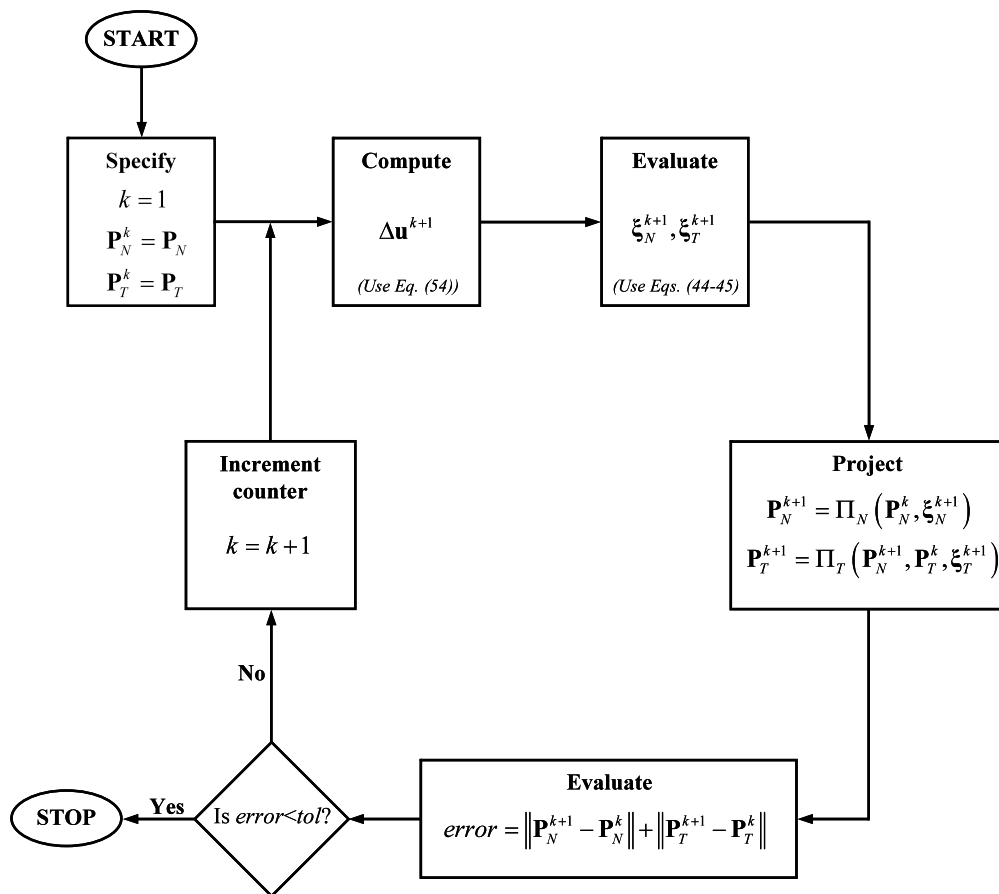 START
Specify
k = 1
P_N^k = P_N
P_T^k = P_T
Compute
Δu^{k+1}
(Use Eq. (54))
Evaluate
ξ_N^{k+1}, ξ_T^{k+1}
(Use Eqs. (44-45)
Project
P_N^{k+1} = Π_N (P_N^k, ξ_N^{k+1})
P_T^{k+1} = Π_T (P_N^{k+1}, P_T^k, ξ_T^{k+1})
Evaluate
error = ‖P_N^{k+1} − P_N^k‖ + ‖P_T^{k+1} − P_T^k‖
Is error<tol?
Yes
STOP
No
Increment
counter
k = k + 1